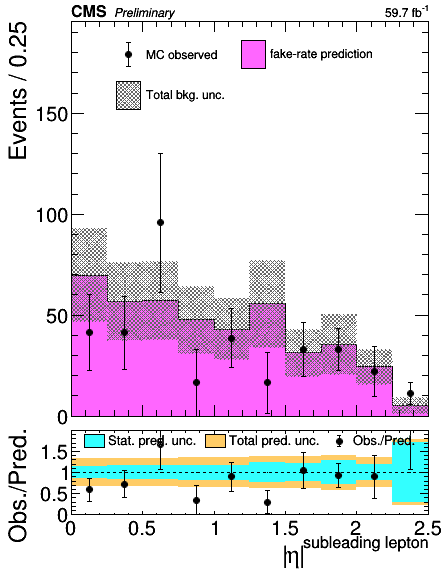 CMS Preliminary 59.7 fb⁻¹
Events / 0.25
MC observed
fake-rate prediction
Total bkg. unc.
150
100
50
0
Obs./Pred.
Stat. pred. unc.
Total pred. unc.
Obs./Pred.
1.5
1
0.5
0
0 0.5 1 1.5 2 2.5
|η|subleading lepton